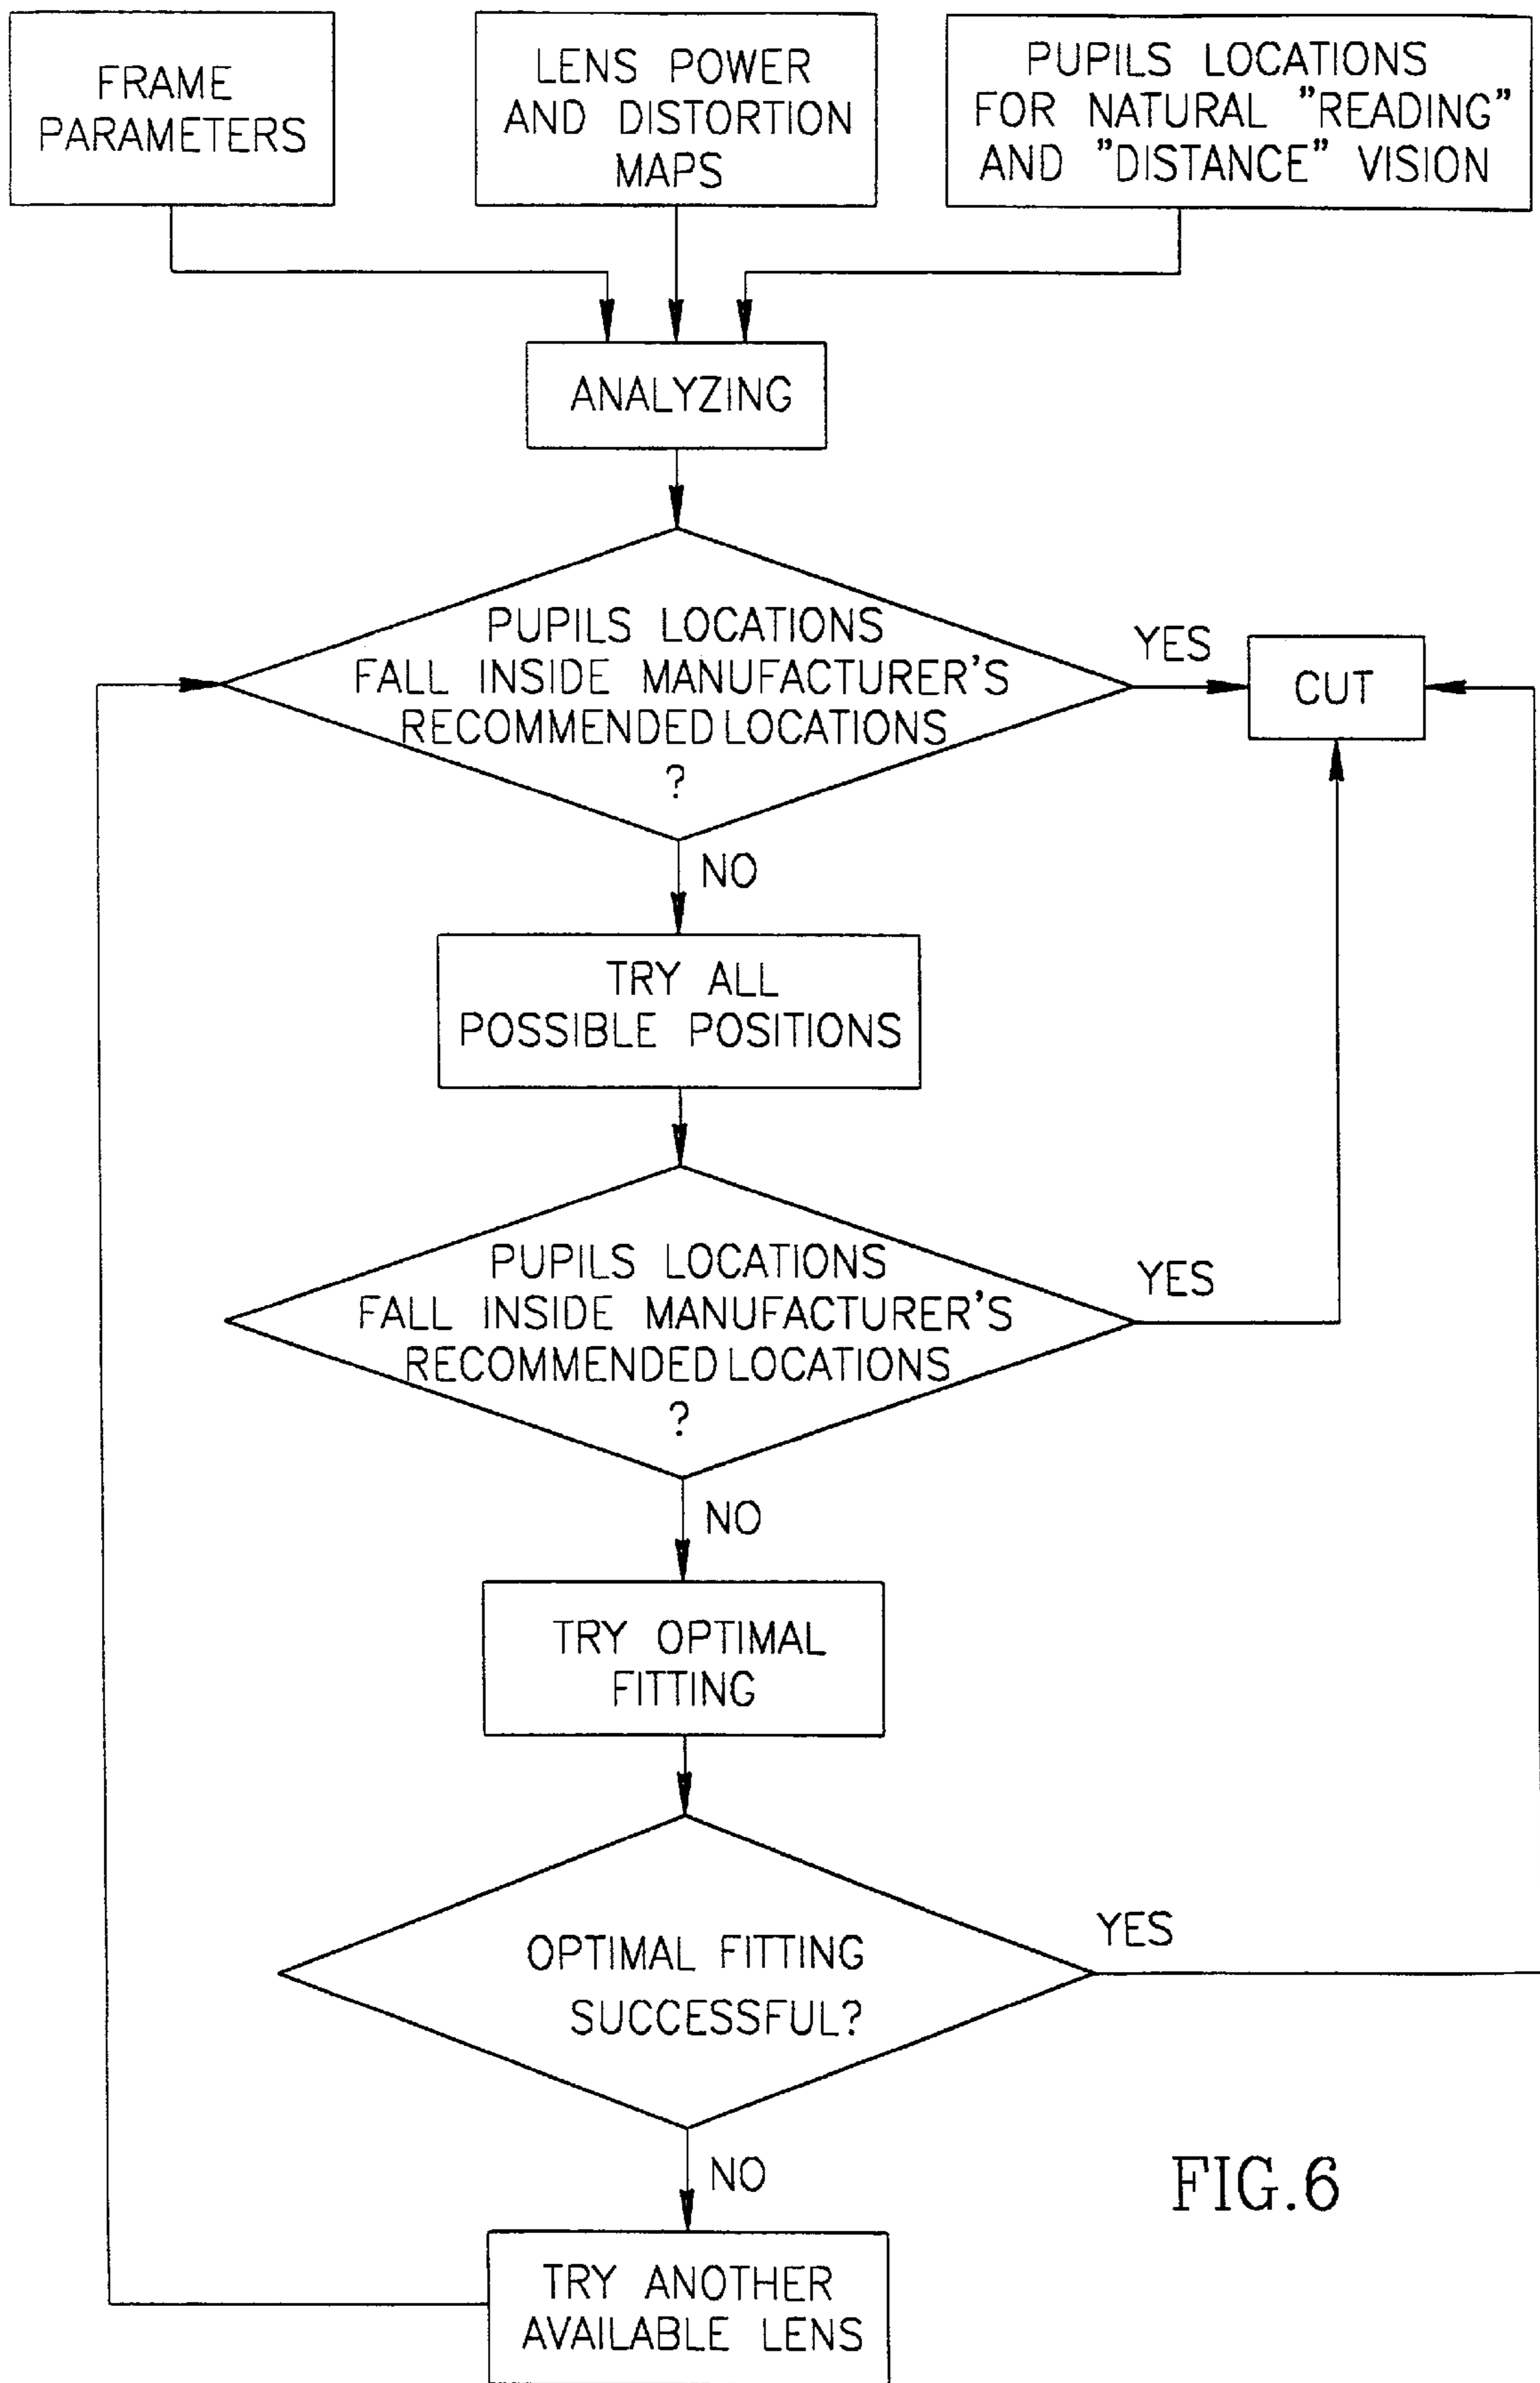 FRAME
PARAMETERS
LENS POWER
AND DISTORTION
MAPS
PUPILS LOCATIONS
FOR NATURAL "READING"
AND "DISTANCE" VISION
ANALYZING
PUPILS LOCATIONS
FALL INSIDE MANUFACTURER'S
RECOMMENDED LOCATIONS
?
YES
CUT
NO
TRY ALL
POSSIBLE POSITIONS
PUPILS LOCATIONS
FALL INSIDE MANUFACTURER'S
RECOMMENDED LOCATIONS
?
YES
NO
TRY OPTIMAL
FITTING
OPTIMAL FITTING
SUCCESSFUL?
YES
NO
TRY ANOTHER
AVAILABLE LENS
FIG.6